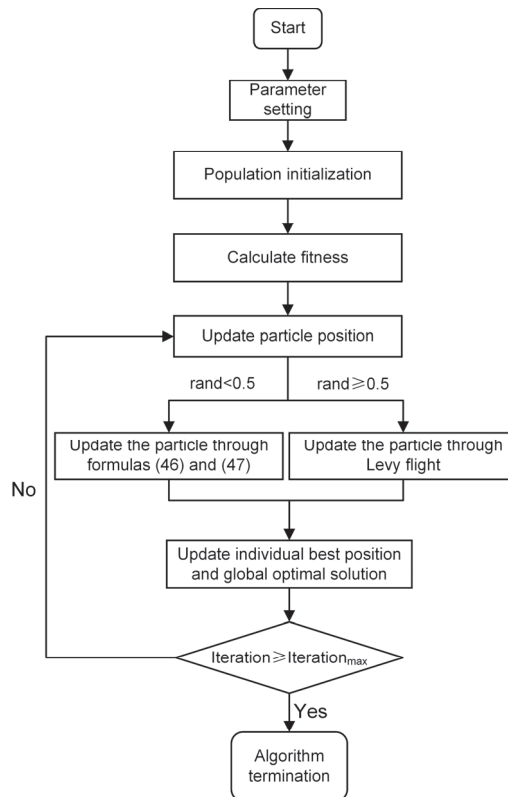 Start
Parameter
setting
Population initialization
Calculate fitness
Update particle position
rand<0.5
rand≥0.5
Update the particle through
formulas (46) and (47)
Update the particle through
Levy flight
No
Update individual best position
and global optimal solution
Iteration≥Iterationmax
Yes
Algorithm
termination